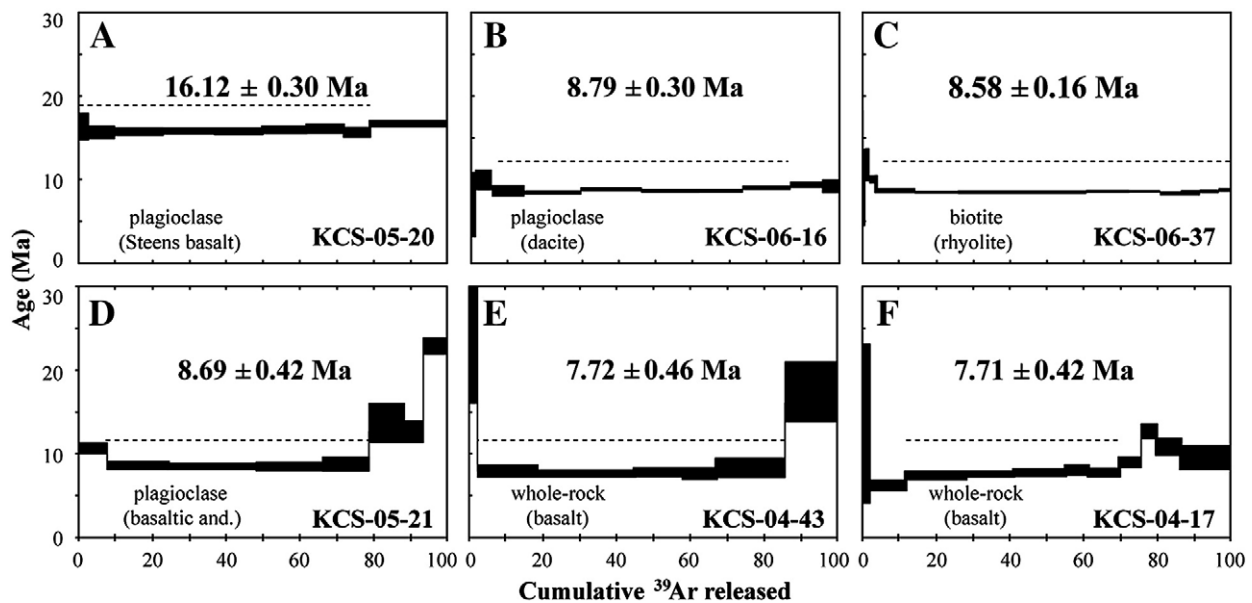 A
16.12 ± 0.30 Ma
plagioclase
(Steens basalt)
KCS-05-20
B
8.79 ± 0.30 Ma
plagioclase
(dacite)
KCS-06-16
C
8.58 ± 0.16 Ma
biotite
(rhyolite)
KCS-06-37
30
20
10
0
D
8.69 ± 0.42 Ma
plagioclase
(basaltic and.)
KCS-05-21
E
7.72 ± 0.46 Ma
whole-rock
(basalt)
KCS-04-43
F
7.71 ± 0.42 Ma
whole-rock
(basalt)
KCS-04-17
30
20
10
0
Age (Ma)
0 20 40 60 80 100
0 20 40 60 80 100
0 20 40 60 80 100
Cumulative ³⁹Ar released